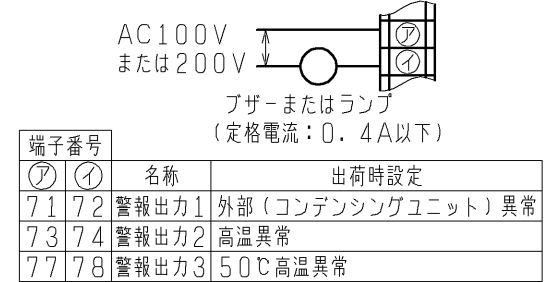 AC100V
または200V
㋐
㋑
ブザーまたはランプ
(定格電流:0.4A以下)
端子番号
㋐ ㋑ 名称 出荷時設定
71 72 警報出力1 外部(コンデンシングユニット)異常
73 74 警報出力2 高温異常
77 78 警報出力3 50℃高温異常